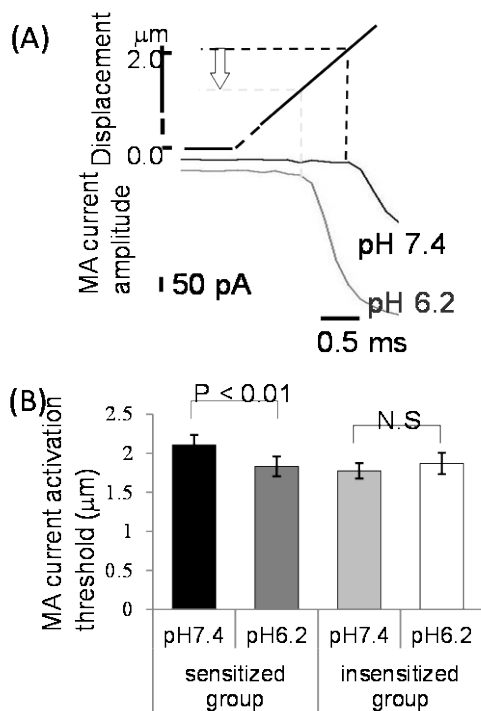 (A)
μm
2.0
0.0
Displacement
MA current
amplitude
pH 7.4
50 pA
pH 6.2
0.5 ms
(B)
P < 0.01
N.S
MA current activation
threshold (μm)
2.5
2
1.5
1
0.5
0
pH7.4 pH6.2 pH7.4 pH6.2
sensitized insensitized
group group